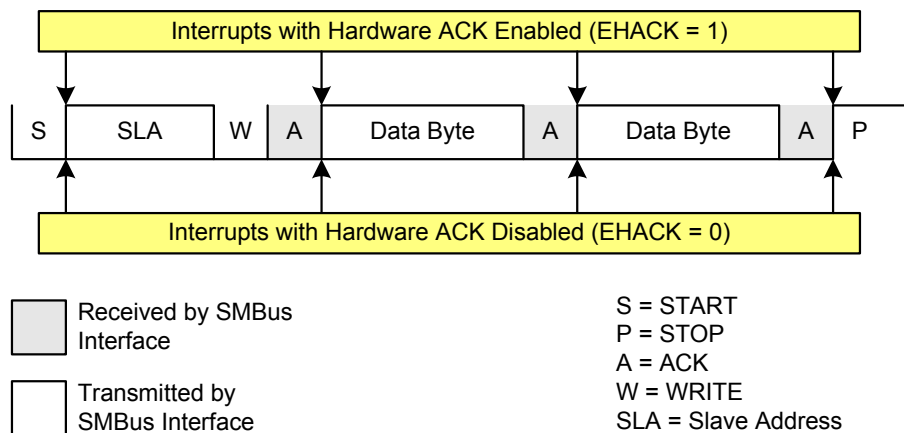 Interrupts with Hardware ACK Enabled (EHACK = 1)
S SLA W A Data Byte A Data Byte A P
Interrupts with Hardware ACK Disabled (EHACK = 0)
Received by SMBus
Interface
Transmitted by
SMBus Interface
S = START
P = STOP
A = ACK
W = WRITE
SLA = Slave Address